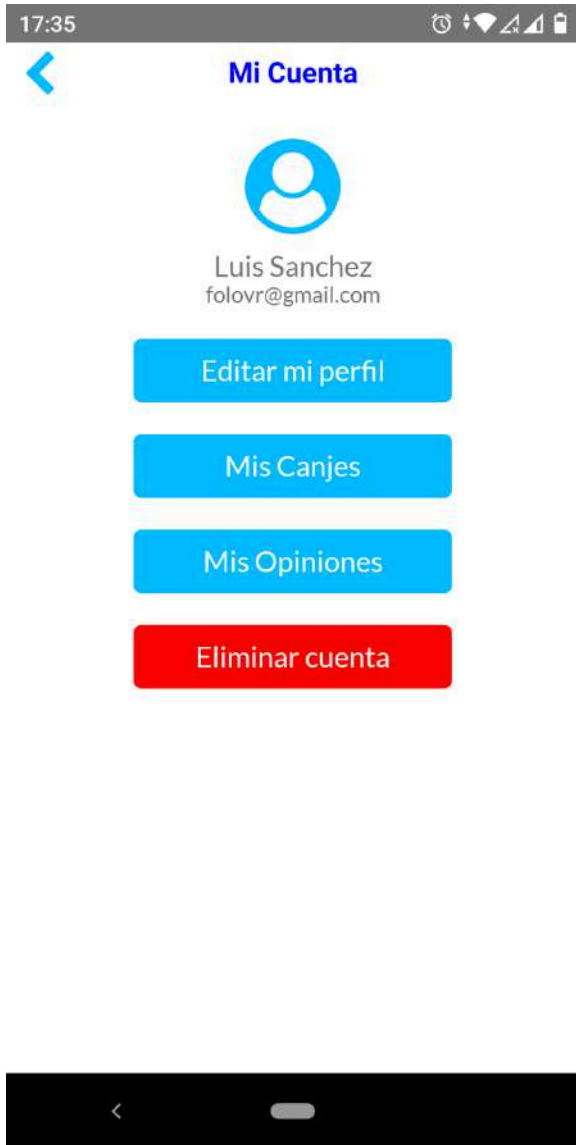 17:35
Mi Cuenta
Luis Sanchez
folovr@gmail.com
Editar mi perfil
Mis Canjes
Mis Opiniones
Eliminar cuenta